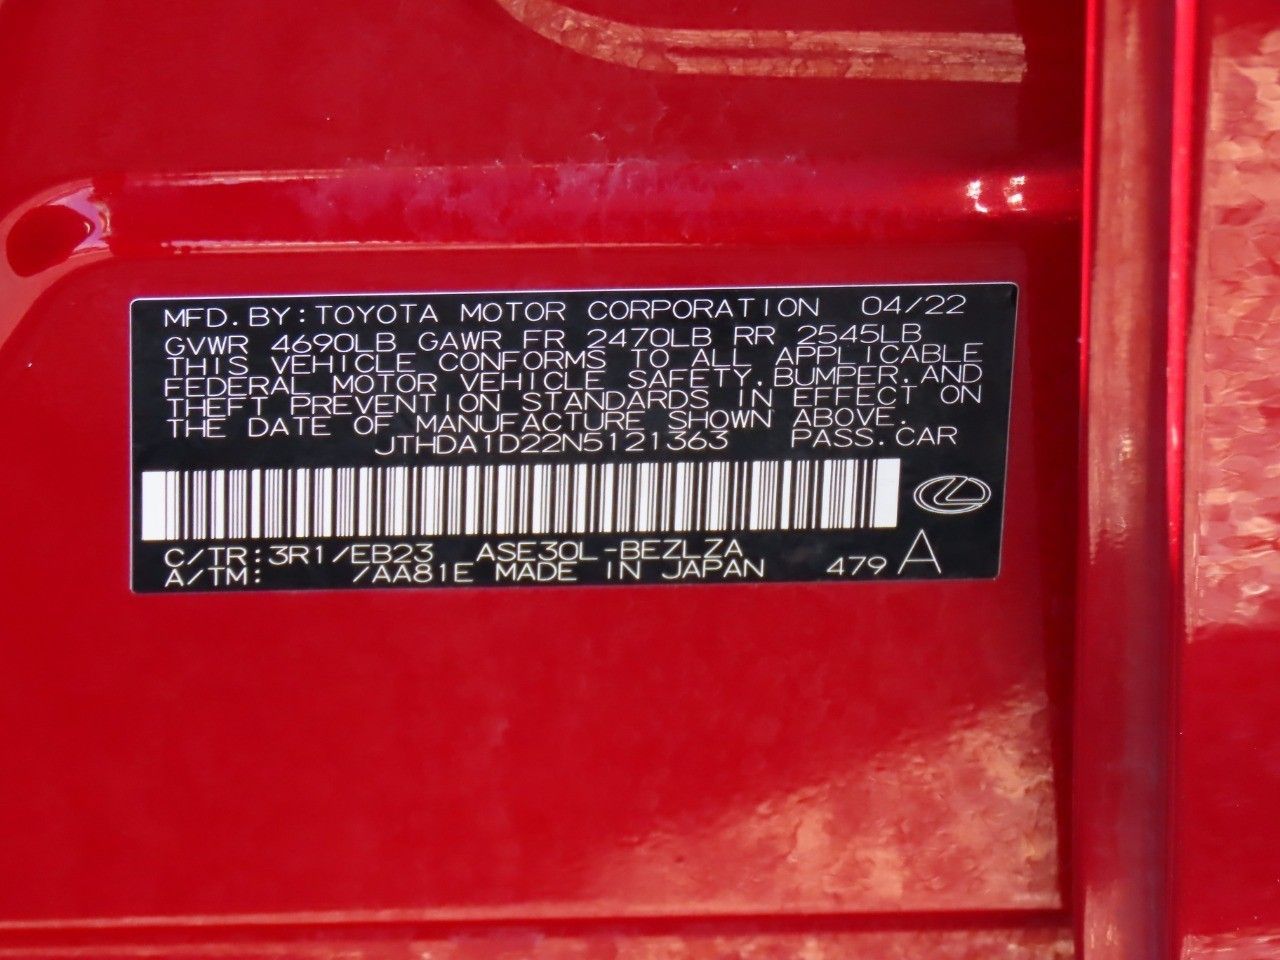 MFD.BY:TOYOTA MOTOR CORPORATION 04/22
GVWR 4690LB GAWR FR 2470LB RR 2545LB
THIS VEHICLE CONFORMS TO ALL APPLICABLE
FEDERAL MOTOR VEHICLE SAFETY,BUMPER,AND
THEFT PREVENTION STANDARDS IN EFFECT ON
THE DATE OF MANUFACTURE SHOWN ABOVE.
JTHDA1D22N5121363 PASS.CAR
C/TR:3R1/EB23 ASE30L-BEZLZA
A/TM: /AA81E MADE IN JAPAN 479 A